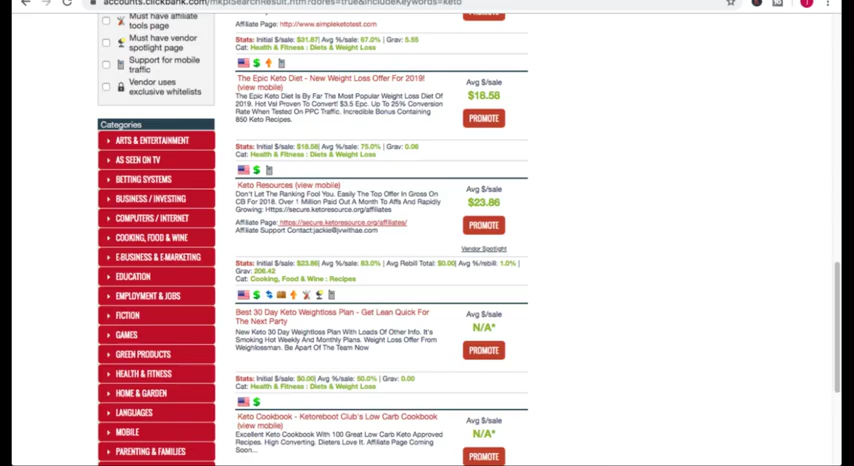 accounts.clickbank.com/mkplSearchResult.htm?dores=true&includeKeywords=keto
Must have affiliate
tools page
Must have vendor
spotlight page
Support for mobile
traffic
Vendor uses
exclusive whitelists
Categories
ARTS & ENTERTAINMENT
AS SEEN ON TV
BETTING SYSTEMS
BUSINESS / INVESTING
COMPUTERS / INTERNET
COOKING, FOOD & WINE
E-BUSINESS & E-MARKETING
EDUCATION
EMPLOYMENT & JOBS
FICTION
GAMES
GREEN PRODUCTS
HEALTH & FITNESS
HOME & GARDEN
LANGUAGES
MOBILE
PARENTING & FAMILIES
Affiliate Page: http://www.simpleketotest.com
PROMOTE
Stats: Initial $/sale: $31.67| Avg %/sale: 67.0% | Grav: 5.55
Cat: Health & Fitness : Diets & Weight Loss
The Epic Keto Diet - New Weight Loss Offer For 2019!
(view mobile)
The Epic Keto Diet Is By Far The Most Popular Weight Loss Diet Of
2019. Hot Vsl Proven To Convert! $3.5 Epc. Up To 25% Conversion
Rate When Tested On PPC Traffic. Incredible Bonus Containing
850 Keto Recipes.
Avg $/sale
$18.58
PROMOTE
Stats: Initial $/sale: $18.58| Avg %/sale: 75.0% | Grav: 0.06
Cat: Health & Fitness : Diets & Weight Loss
Keto Resources (view mobile)
Don't Let The Ranking Fool You. Easily The Top Offer In Gross On
CB For 2018. Over 1 Million Paid Out A Month To Affs And Rapidly
Growing: Https://secure.ketoresource.org/affiliates
Affiliate Page: https://secure.ketoresource.org/affiliates/
Affiliate Support Contact:jackie@jvwithae.com
Avg $/sale
$23.86
PROMOTE
Vendor Spotlight
Stats: Initial $/sale: $23.86| Avg %/sale: 83.0% | Avg Rebill Total: $0.00| Avg %/rebill: 1.0% |
Grav: 206.42
Cat: Cooking, Food & Wine : Recipes
Best 30 Day Keto Weightloss Plan - Get Lean Quick For
The Next Party
New Keto 30 Day Weightloss Plan With Loads Of Other Info. It's
Smoking Hot Weekly And Monthly Plans. Weight Loss Offer From
Weighlossman. Be Apart Of The Team Now
Avg $/sale
N/A*
PROMOTE
Stats: Initial $/sale: $0.00| Avg %/sale: 50.0% | Grav: 0.00
Cat: Health & Fitness : Diets & Weight Loss
Keto Cookbook - Ketoreboot Club's Low Carb Cookbook
(view mobile)
Excellent Keto Cookbook With 100 Great Low Carb Keto Approved
Recipes. High Converting. Dieters Love It. Affiliate Page Coming
Soon...
Avg $/sale
N/A*
PROMOTE